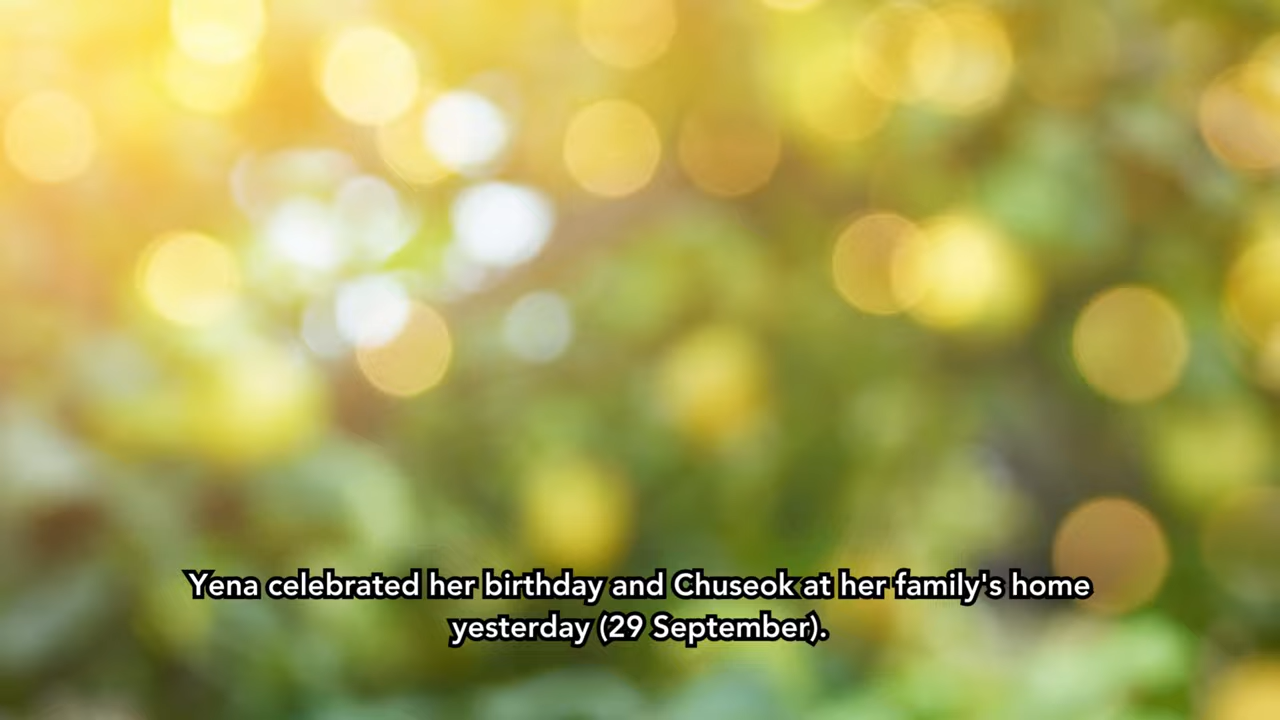 Yena celebrated her birthday and Chuseok at her family's home
yesterday (29 September).